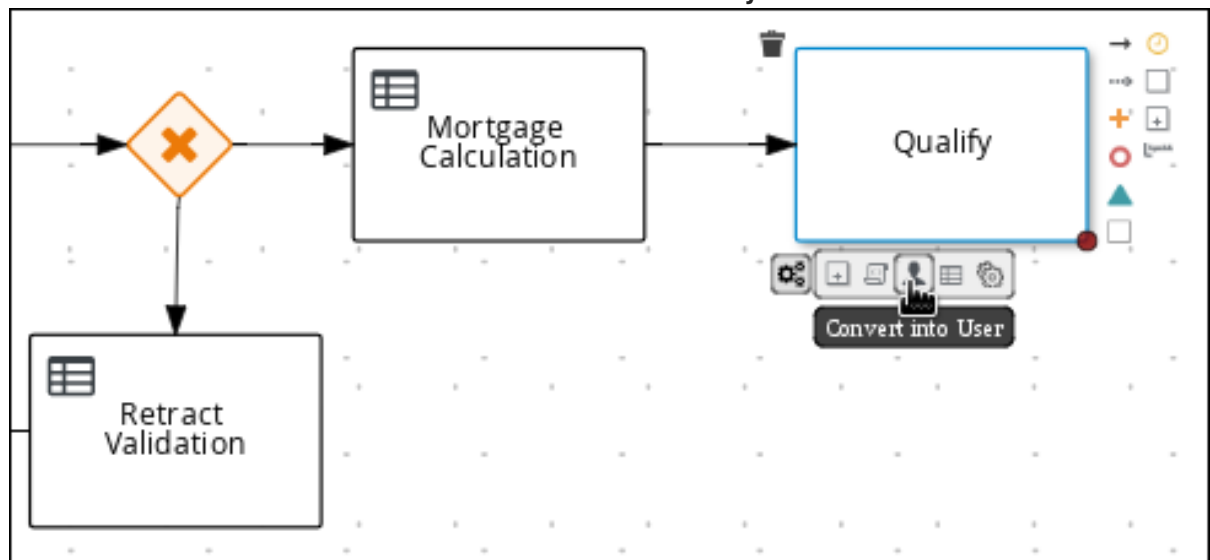 Mortgage
Calculation
Qualify
Convert into User
Retract
Validation